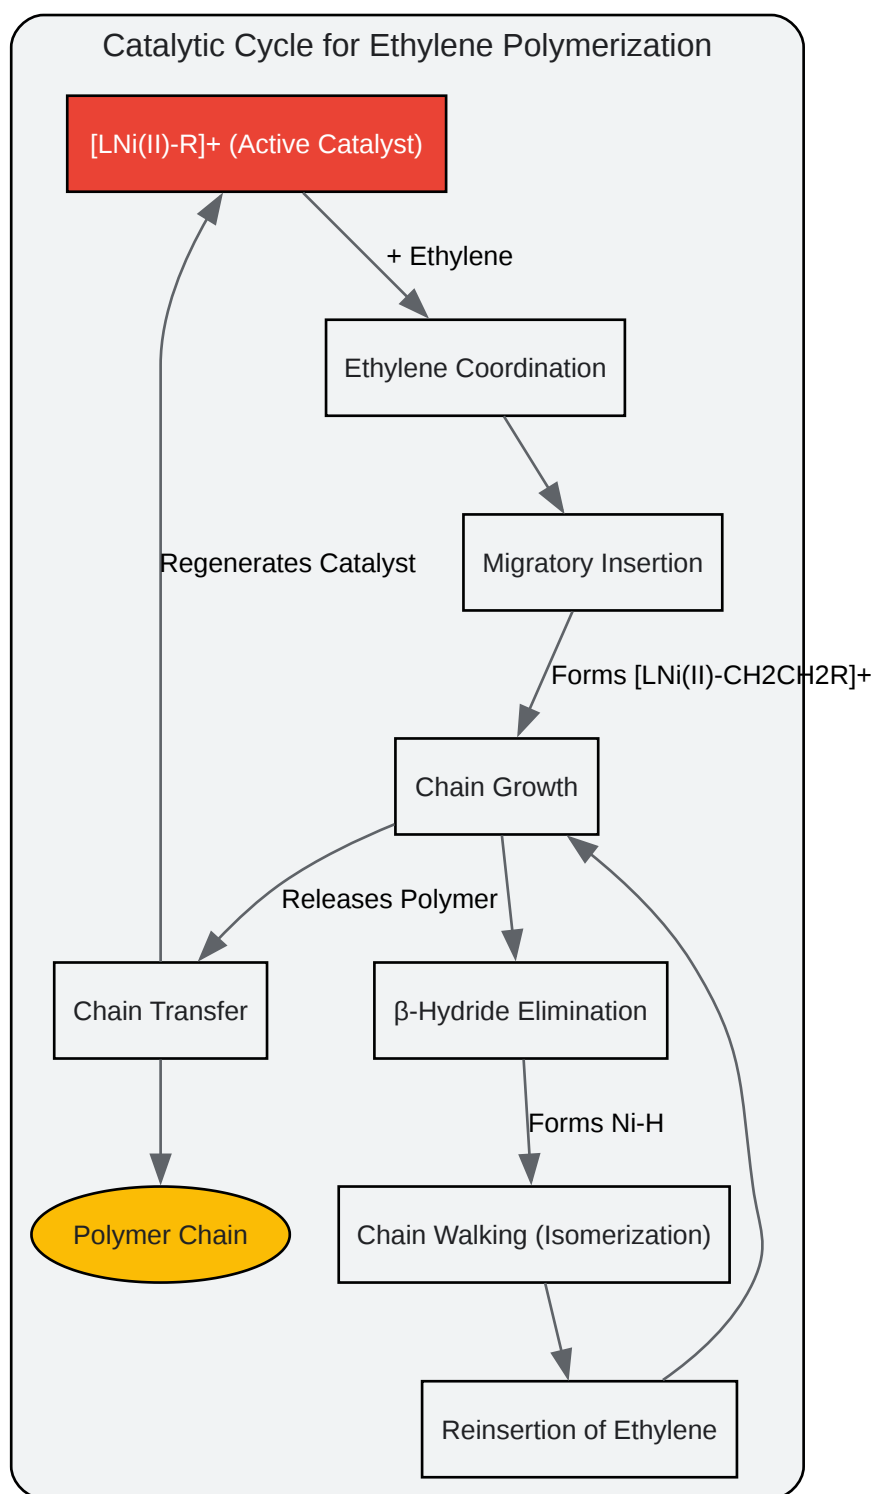 Catalytic Cycle for Ethylene Polymerization
[LNi(II)-R]+ (Active Catalyst)
+ Ethylene
Ethylene Coordination
Regenerates Catalyst
Migratory Insertion
Forms [LNi(II)-CH2CH2R]+
Chain Growth
Releases Polymer
Chain Transfer
β-Hydride Elimination
Forms Ni-H
Polymer Chain
Chain Walking (Isomerization)
Reinsertion of Ethylene